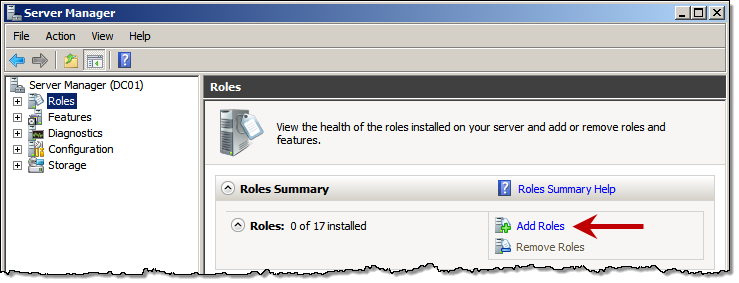 Server Manager
File Action View Help
Server Manager (DC01)
Roles
Features
Diagnostics
Configuration
Storage
Roles
View the health of the roles installed on your server and add or remove roles and
features.
Roles Summary
Roles Summary Help
Roles: 0 of 17 installed
Add Roles
Remove Roles